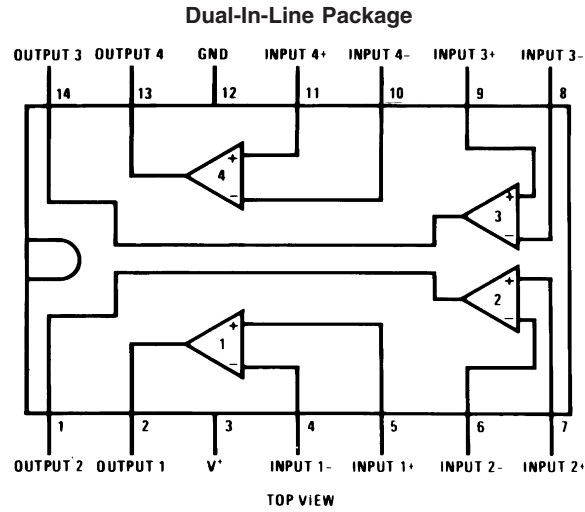 Dual-In-Line Package
OUTPUT 3 OUTPUT 4 GND INPUT 4+ INPUT 4- INPUT 3+ INPUT 3-
14 13 12 11 10 9 8
+
4
-
+
3
-
+
2
-
+
1
-
1 2 3 4 5 6 7
OUTPUT 2 OUTPUT 1 V+ INPUT 1- INPUT 1+ INPUT 2- INPUT 2+
TOP VIEW